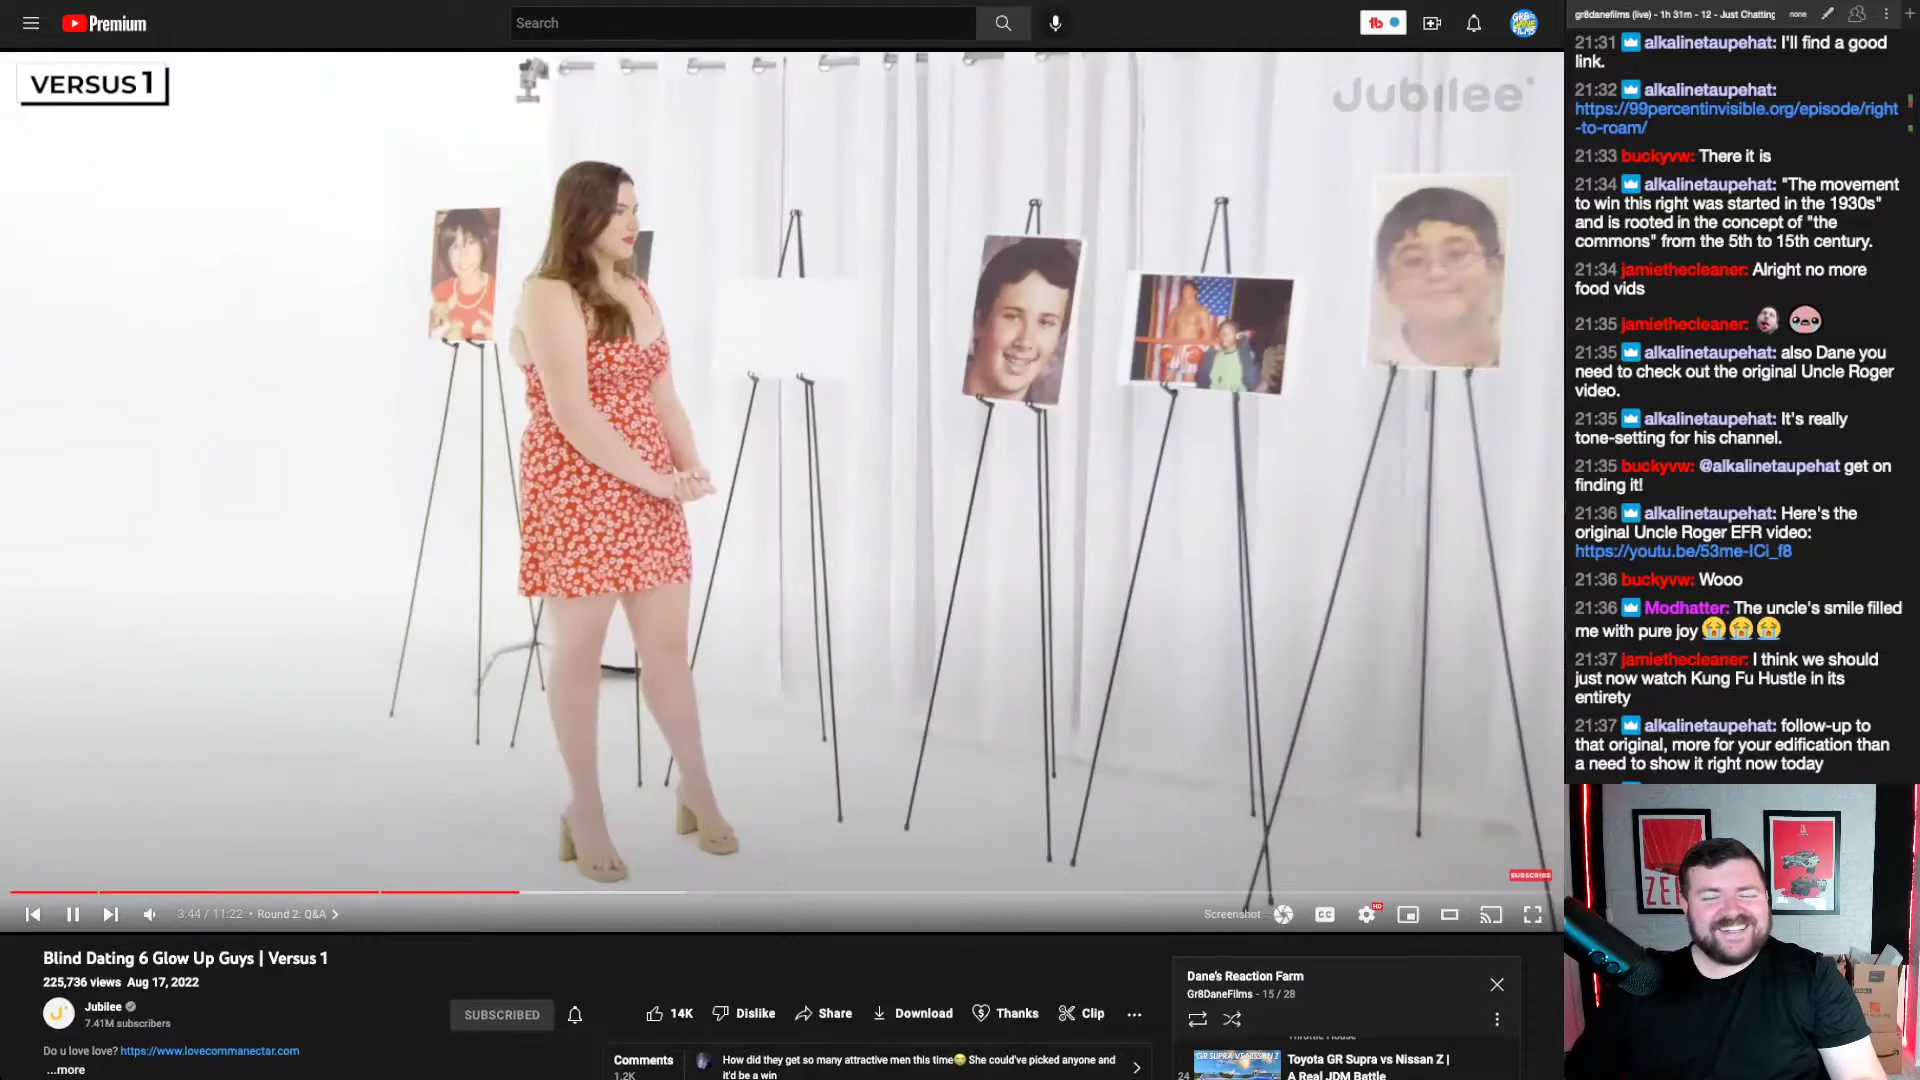 Premium
Search
VERSUS 1
Jubilee
gr8danefilms (live) - 1h 31m - 12 - Just Chatting
none
21:31 alkalinetaupehat: I'll find a good
link.
21:32 alkalinetaupehat:
https://99percentinvisible.org/episode/right
-to-roam/
21:33 buckyvw: There it is
21:34 alkalinetaupehat: "The movement
to win this right was started in the 1930s"
and is rooted in the concept of "the
commons" from the 5th to 15th century.
21:34 jamiethecleaner: Alright no more
food vids
21:35 jamiethecleaner:
21:35 alkalinetaupehat: also Dane you
need to check out the original Uncle Roger
video.
21:35 alkalinetaupehat: It's really
tone-setting for his channel.
21:35 buckyvw: @alkalinetaupehat get on
finding it!
21:36 alkalinetaupehat: Here's the
original Uncle Roger EFR video:
https://youtu.be/53me-ICi_f8
21:36 buckyvw: Wooo
21:36 Modhatter: The uncle's smile filled
me with pure joy 😭😭😭
21:37 jamiethecleaner: I think we should
just now watch Kung Fu Hustle in its
entirety
21:37 alkalinetaupehat: follow-up to
that original, more for your edification than
a need to show it right now today
SUBSCRIBE
3:44 / 11:22 • Round 2: Q&A
Screenshot
CC
HD
Blind Dating 6 Glow Up Guys | Versus 1
225,736 views Aug 17, 2022
Jubilee
7.41M subscribers
SUBSCRIBED
14K
Dislike
Share
Download
Thanks
Clip
Do u love love? https://www.lovecommanectar.com
...more
Comments
1.2K
How did they get so many attractive men this time😅 She could've picked anyone and
it'd be a win
Dane's Reaction Farm
Gr8DaneFilms - 15 / 28
24
GR SUPRA VS NISSAN Z
Toyota GR Supra vs Nissan Z |
A Real JDM Battle